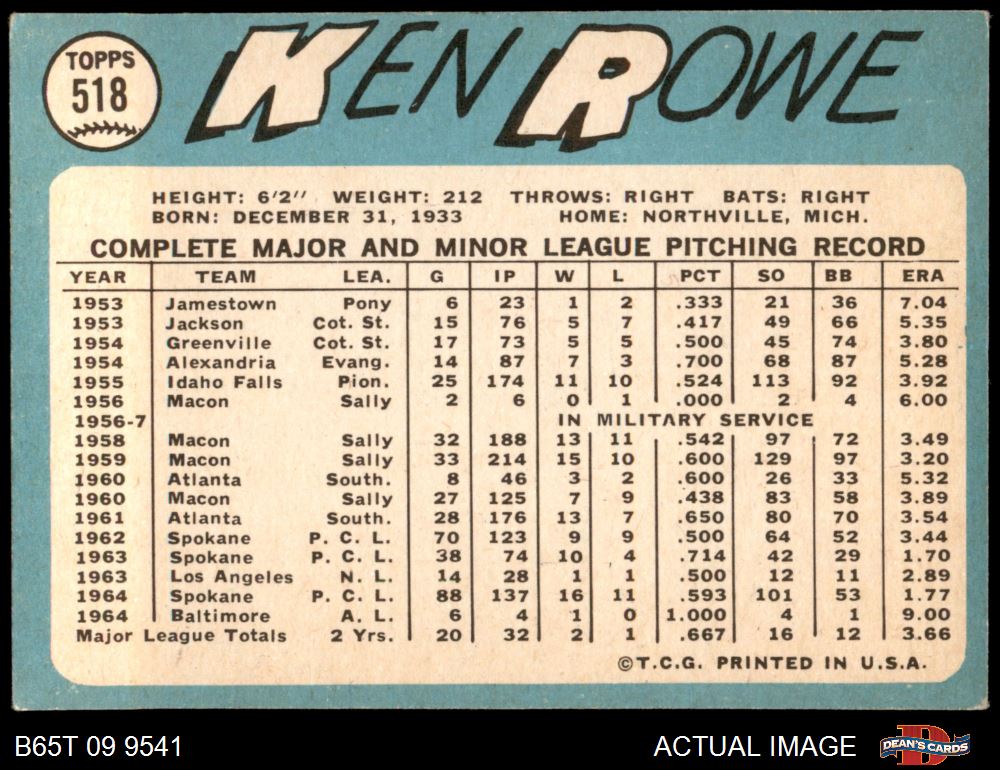 TOPPS
518
KEN ROWE
HEIGHT: 6'2" WEIGHT: 212 THROWS: RIGHT BATS: RIGHT
BORN: DECEMBER 31, 1933 HOME: NORTHVILLE, MICH.
COMPLETE MAJOR AND MINOR LEAGUE PITCHING RECORD
YEAR TEAM LEA. G IP W L PCT SO BB ERA
1953 Jamestown Pony 6 23 1 2 .333 21 36 7.04
1953 Jackson Cot. St. 15 76 5 7 .417 49 66 5.35
1954 Greenville Cot. St. 17 73 5 5 .500 45 74 3.80
1954 Alexandria Evang. 14 87 7 3 .700 68 87 5.28
1955 Idaho Falls Pion. 25 174 11 10 .524 113 92 3.92
1956 Macon Sally 2 6 0 1 .000 2 4 6.00
1956-7 IN MILITARY SERVICE
1958 Macon Sally 32 188 13 11 .542 97 72 3.49
1959 Macon Sally 33 214 15 10 .600 129 97 3.20
1960 Atlanta South. 8 46 3 2 .600 26 33 5.32
1960 Macon Sally 27 125 7 9 .438 83 58 3.89
1961 Atlanta South. 28 176 13 7 .650 80 70 3.54
1962 Spokane P. C. L. 70 123 9 9 .500 64 52 3.44
1963 Spokane P. C. L. 38 74 10 4 .714 42 29 1.70
1963 Los Angeles N. L. 14 28 1 1 .500 12 11 2.89
1964 Spokane P. C. L. 88 137 16 11 .593 101 53 1.77
1964 Baltimore A. L. 6 4 1 0 1.000 4 1 9.00
Major League Totals 2 Yrs. 20 32 2 1 .667 16 12 3.66
©T.C.G. PRINTED IN U.S.A.
B65T 09 9541 ACTUAL IMAGE DEAN'S CARDS